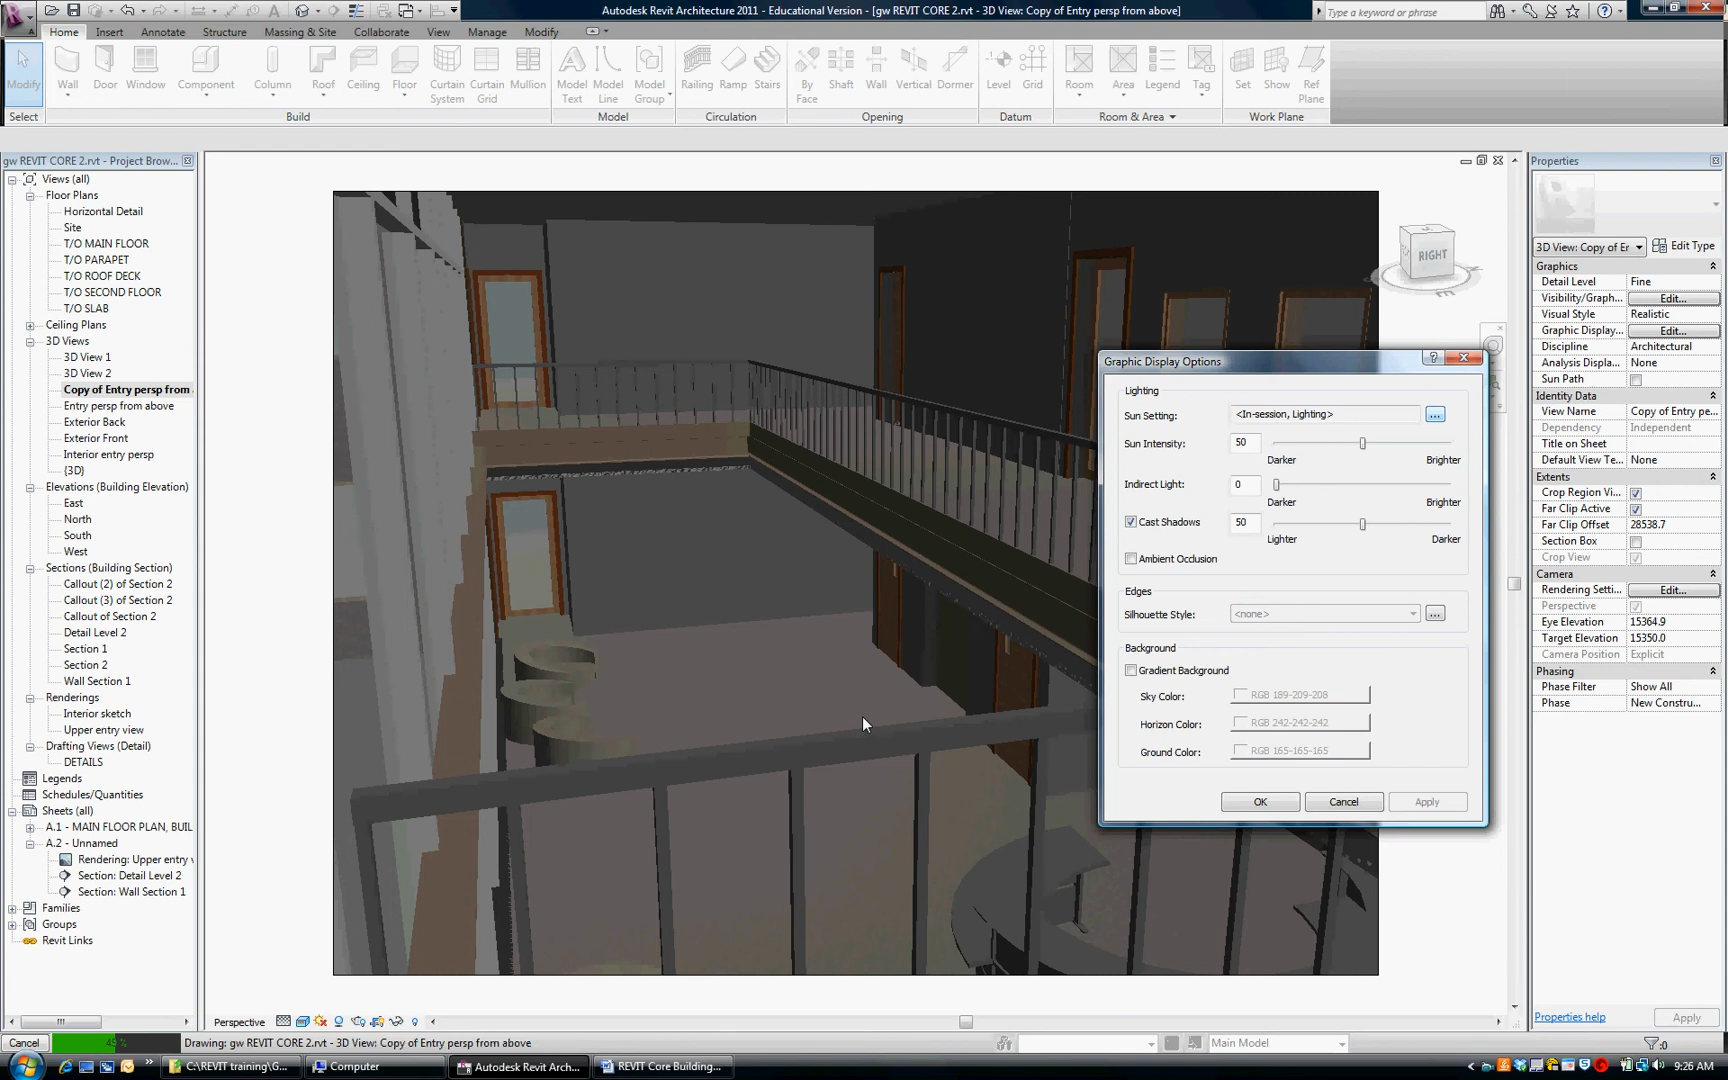 Autodesk Revit Architecture 2011 - Educational Version - [gw REVIT CORE 2.rvt - 3D View: Copy of Entry persp from above]
Type a keyword or phrase
Home Insert Annotate Structure Massing & Site Collaborate View Manage Modify
Modify Wall Door Window Component Column Roof Ceiling Floor Curtain System Curtain Grid Mullion Model Text Model Line Model Group Railing Ramp Stairs By Face Shaft Wall Vertical Dormer Level Grid Room Area Legend Tag Set Show Ref Plane
Select Build Model Circulation Opening Datum Room & Area Work Plane
gw REVIT CORE 2.rvt - Project Brow...
Views (all)
Floor Plans
Horizontal Detail
Site
T/O MAIN FLOOR
T/O PARAPET
T/O ROOF DECK
T/O SECOND FLOOR
T/O SLAB
Ceiling Plans
3D Views
3D View 1
3D View 2
Copy of Entry persp from
Entry persp from above
Exterior Back
Exterior Front
Interior entry persp
{3D}
Elevations (Building Elevation)
East
North
South
West
Sections (Building Section)
Callout (2) of Section 2
Callout (3) of Section 2
Callout of Section 2
Detail Level 2
Section 1
Section 2
Wall Section 1
Renderings
Interior sketch
Upper entry view
Drafting Views (Detail)
DETAILS
Legends
Schedules/Quantities
Sheets (all)
A.1 - MAIN FLOOR PLAN, BUIL
A.2 - Unnamed
Rendering: Upper entry v
Section: Detail Level 2
Section: Wall Section 1
Families
Groups
Revit Links
RIGHT
Graphic Display Options
Lighting
Sun Setting: <In-session, Lighting> ...
Sun Intensity: 50
Darker Brighter
Indirect Light: 0
Darker Brighter
Cast Shadows 50
Lighter Darker
Ambient Occlusion
Edges
Silhouette Style: <none> ...
Background
Gradient Background
Sky Color: RGB 189-209-208
Horizon Color: RGB 242-242-242
Ground Color: RGB 165-165-165
OK Cancel Apply
Properties
3D View: Copy of Er Edit Type
Graphics
Detail Level Fine
Visibility/Graph... Edit...
Visual Style Realistic
Graphic Display... Edit...
Discipline Architectural
Analysis Displa... None
Sun Path
Identity Data
View Name Copy of Entry pe...
Dependency Independent
Title on Sheet
Default View Te... None
Extents
Crop Region Vi...
Far Clip Active
Far Clip Offset 28538.7
Section Box
Crop View
Camera
Rendering Setti... Edit...
Perspective
Eye Elevation 15364.9
Target Elevation 15350.0
Camera Position Explicit
Phasing
Phase Filter Show All
Phase New Constru...
Properties help Apply
Perspective
Cancel Drawing: gw REVIT CORE 2.rvt - 3D View: Copy of Entry persp from above
Main Model
:0
C:\REVIT training\G... Computer Autodesk Revit Arch... REVIT Core Building...
9:26 AM